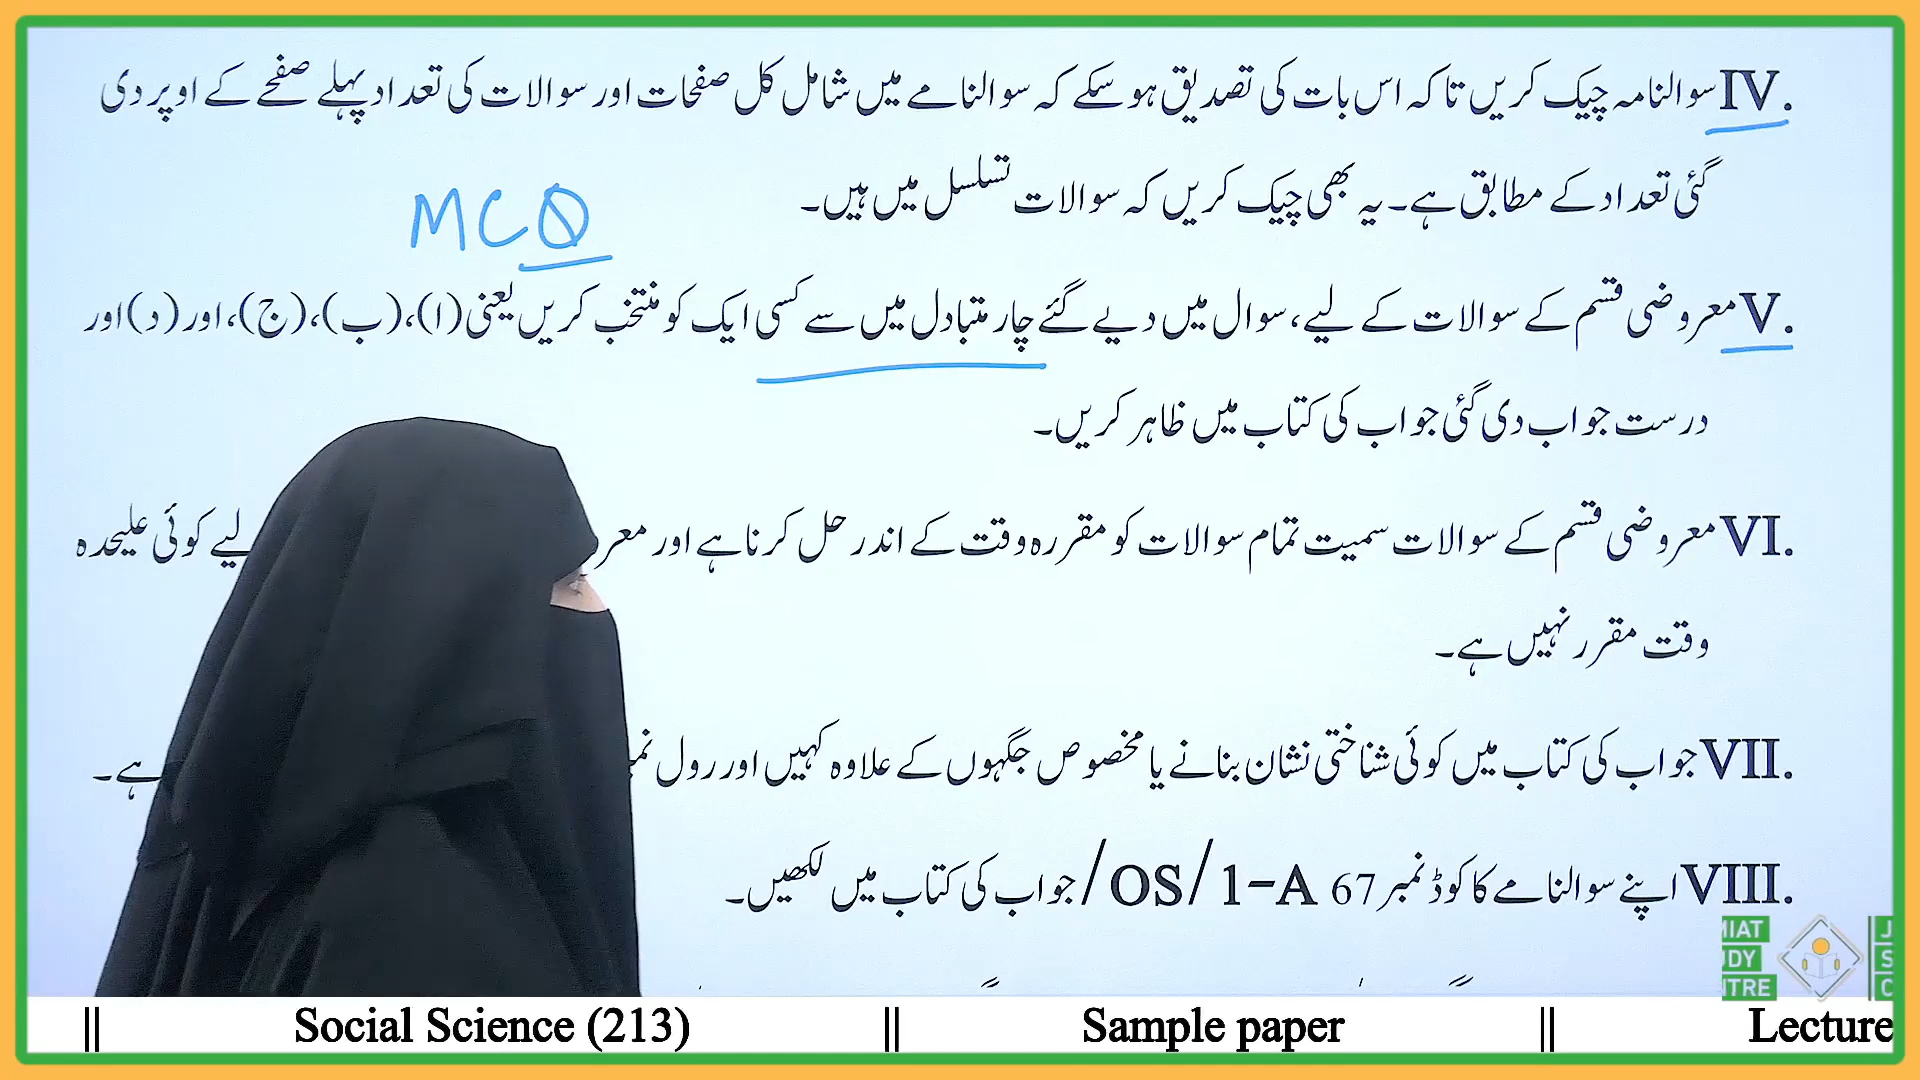 IV. سوالنامہ چیک کریں تاکہ اس بات کی تصدیق ہو سکے کہ سوالنامے میں شامل کل صفحات اور سوالات کی تعداد پہلے صفحے کے اوپر دی
گئی تعداد کے مطابق ہے۔ یہ بھی چیک کریں کہ سوالات تسلسل میں ہیں۔
MCQ
V. معروضی قسم کے سوالات کے لیے، سوال میں دیے گئے چار متبادل میں سے کسی ایک کو منتخب کریں یعنی (ا)، (ب)، (ج)، اور (د) اور
درست جواب دی گئی جواب کی کتاب میں ظاہر کریں۔
VI. معروضی قسم کے سوالات سمیت تمام سوالات کو مقررہ وقت کے اندر حل کرنا ہے اور لیے کوئی علیحدہ
وقت مقرر نہیں ہے۔
VII. جواب کی کتاب میں کوئی شناختی نشان بنانے یا مخصوص جگہوں کے علاوہ کہیں اور رول ہے۔
VIII. اپنے سوالنامے کا کوڈ نمبر 67 /OS/1-A جواب کی کتاب میں لکھیں۔
|| Social Science (213) || Sample paper || Lecture